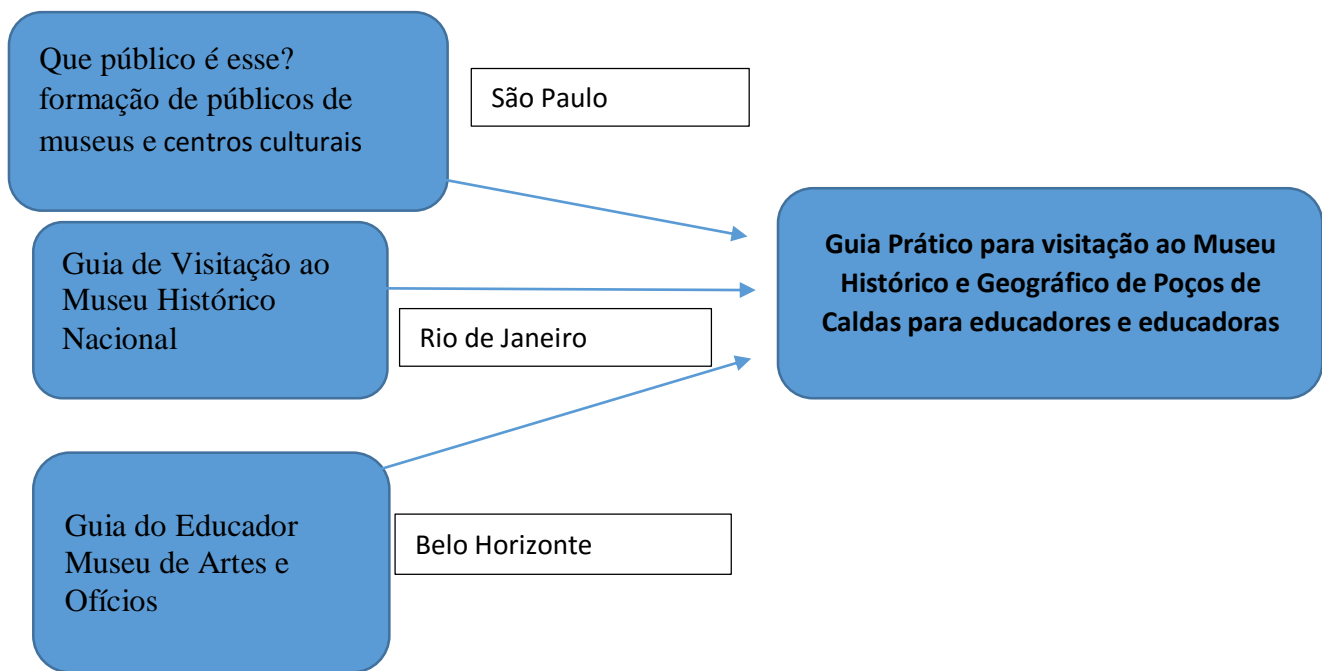 Que público é esse?
formação de públicos de
museus e centros culturais
São Paulo
Guia de Visitação ao
Museu Histórico
Nacional
Rio de Janeiro
Guia do Educador
Museu de Artes e
Ofícios
Belo Horizonte
Guia Prático para visitação ao Museu
Histórico e Geográfico de Poços de
Caldas para educadores e educadoras